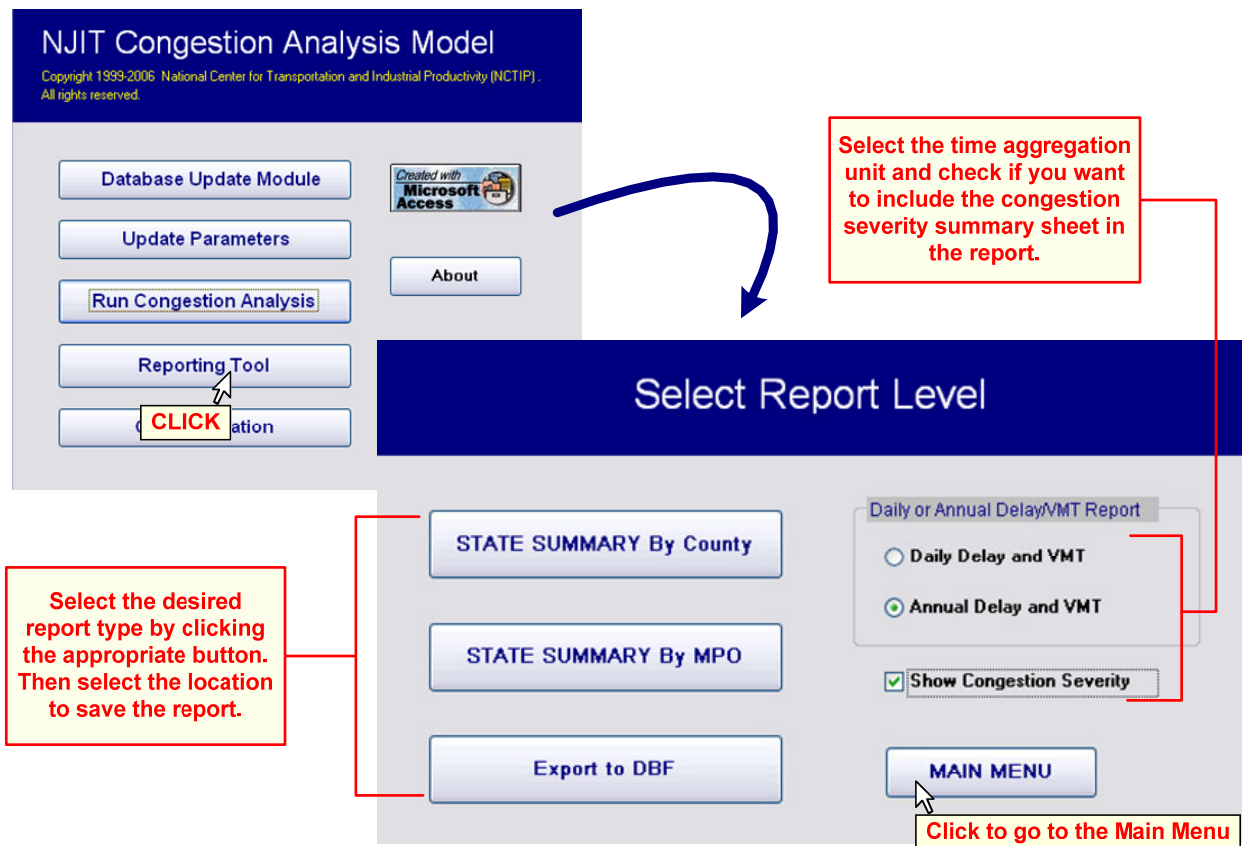 NJIT Congestion Analysis Model
Copyright 1999-2006 National Center for Transportation and Industrial Productivity (NCTIP) .
All rights reserved.
Database Update Module
Update Parameters
Run Congestion Analysis
Reporting Tool
CLICK
ation
Created with
Microsoft
Access
About
Select the time aggregation
unit and check if you want
to include the congestion
severity summary sheet in
the report.
Select Report Level
Select the desired
report type by clicking
the appropriate button.
Then select the location
to save the report.
STATE SUMMARY By County
STATE SUMMARY By MPO
Export to DBF
Daily or Annual Delay/VMT Report
Daily Delay and VMT
Annual Delay and VMT
Show Congestion Severity
MAIN MENU
Click to go to the Main Menu